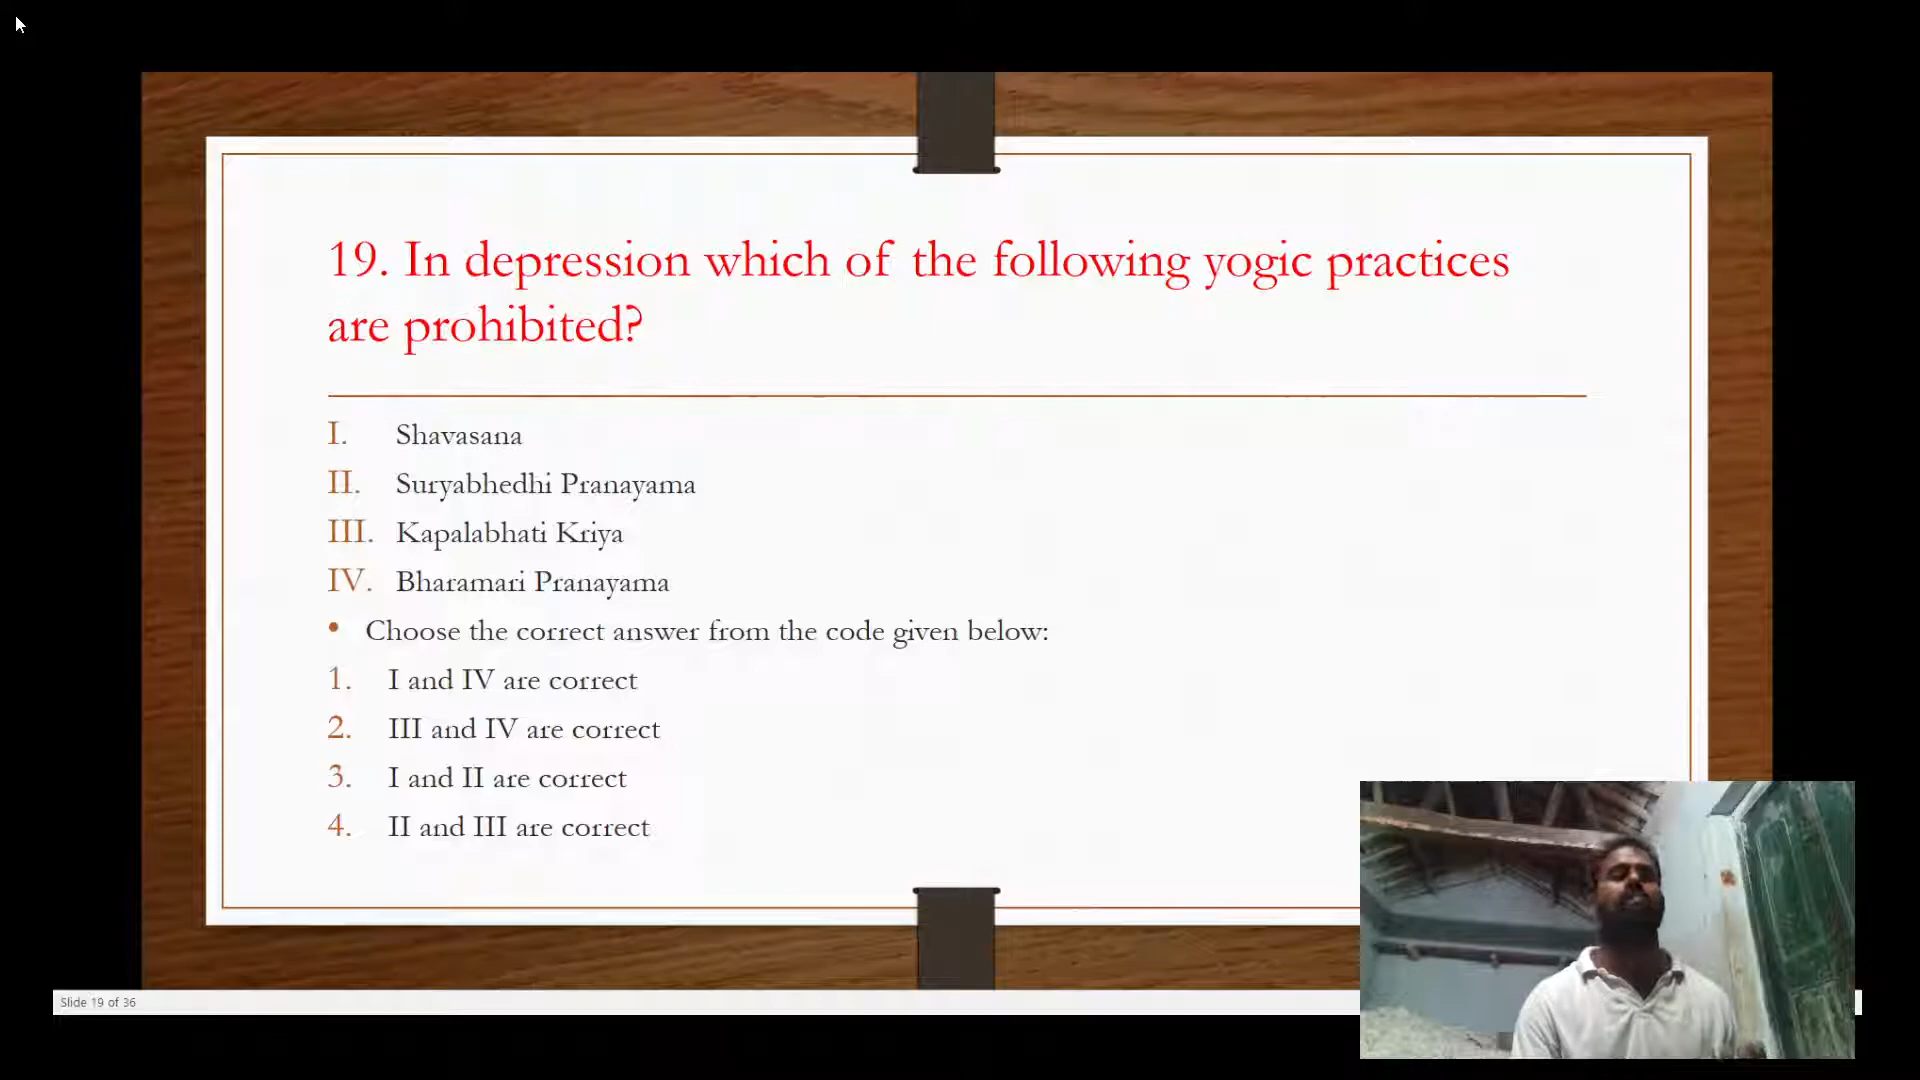 19. In depression which of the following yogic practices
are prohibited?
I. Shavasana
II. Suryabhedhi Pranayama
III. Kapalabhati Kriya
IV. Bharamari Pranayama
• Choose the correct answer from the code given below:
1. I and IV are correct
2. III and IV are correct
3. I and II are correct
4. II and III are correct
Slide 19 of 36